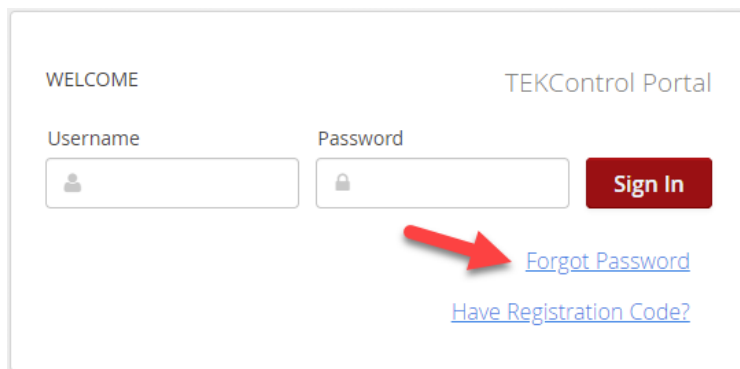 WELCOME
TEKControl Portal
Username
Password
Sign In
Forgot Password
Have Registration Code?